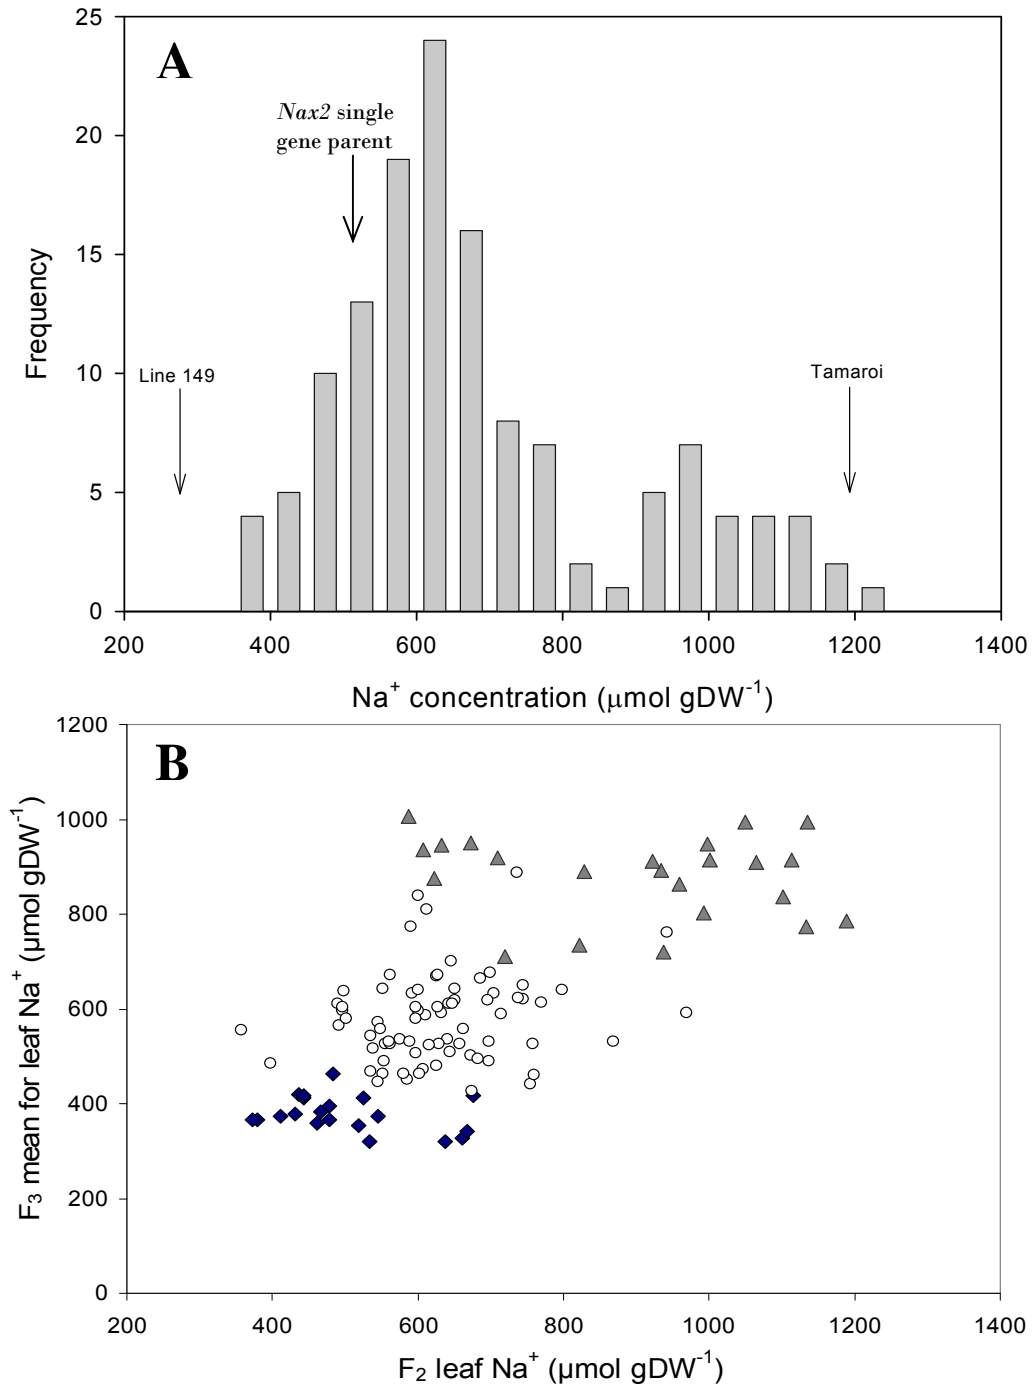 A
25
20
15
10
5
0
Frequency
Nax2 single
gene parent
Line 149
Tamaroi
200 400 600 800 1000 1200 1400
Na⁺ concentration (μmol gDW⁻¹)
B
1200
1000
800
600
400
200
0
F₃ mean for leaf Na⁺ (μmol gDW⁻¹)
200 400 600 800 1000 1200 1400
F₂ leaf Na⁺ (μmol gDW⁻¹)